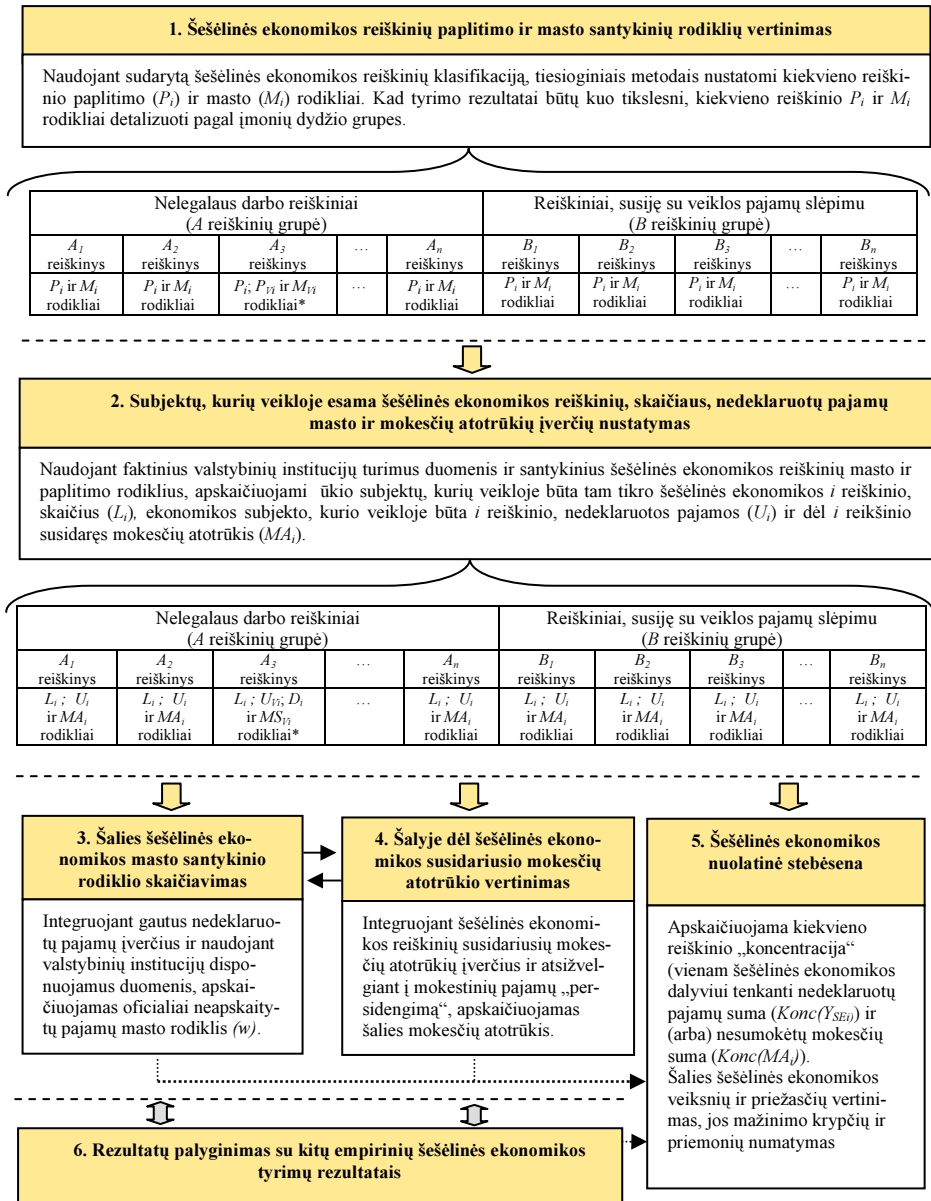 1. Šešėlinės ekonomikos reiškinių paplitimo ir masto santykinių rodiklių vertinimas
Naudojant sudarytą šešėlinės ekonomikos reiškinių klasifikaciją, tiesioginiais metodais nustatomi kiekvieno reiški-
nio paplitimo (Pi) ir masto (Mi) rodikliai. Kad tyrimo rezultatai būtų kuo tikslesni, kiekvieno reiškinio Pi ir Mi
rodikliai detalizuoti pagal įmonių dydžio grupes.
Nelegalaus darbo reiškiniai Reiškiniai, susiję su veiklos pajamų slėpimu
(A reiškinių grupė) (B reiškinių grupė)
A1 A2 A3 … An B1 B2 B3 … Bn
reiškinys reiškinys reiškinys reiškinys reiškinys reiškinys reiškinys reiškinys
Pi ir Mi Pi ir Mi Pi; PVi ir MVi … Pi ir Mi Pi ir Mi Pi ir Mi Pi ir Mi … Pi ir Mi
rodikliai rodikliai rodikliai* rodikliai rodikliai rodikliai rodikliai rodikliai
2. Subjektų, kurių veikloje esama šešėlinės ekonomikos reiškinių, skaičiaus, nedeklaruotų pajamų
masto ir mokesčių atotrūkių įverčių nustatymas
Naudojant faktinius valstybinių institucijų turimus duomenis ir santykinius šešėlinės ekonomikos reiškinių masto ir
paplitimo rodiklius, apskaičiuojami ūkio subjektų, kurių veikloje būta tam tikro šešėlinės ekonomikos i reiškinio,
skaičius (Li), ekonomikos subjekto, kurio veikloje būta i reiškinio, nedeklaruotos pajamos (Ui) ir dėl i reikšinio
susidaręs mokesčių atotrūkis (MAi).
Nelegalaus darbo reiškiniai Reiškiniai, susiję su veiklos pajamų slėpimu
(A reiškinių grupė) (B reiškinių grupė)
A1 A2 A3 … An B1 B2 B3 … Bn
reiškinys reiškinys reiškinys reiškinys reiškinys reiškinys reiškinys reiškinys
Li ; Ui Li ; Ui Li ; UVi; Di … Li ; Ui Li ; Ui Li ; Ui Li ; Ui … Li ; Ui
ir MAi ir MAi ir MSVi ir MAi ir MAi ir MAi ir MAi ir MAi
rodikliai rodikliai rodikliai* rodikliai rodikliai rodikliai rodikliai rodikliai
3. Šalies šešėlinės eko-
nomikos masto santykinio
rodiklio skaičiavimas
Integruojant gautus nedeklaruo-
tų pajamų įverčius ir naudojant
valstybinių institucijų dispo-
nuojamus duomenis, apskai-
čiuojamas oficialiai neapskaity-
tų pajamų masto rodiklis (w).
4. Šalyje dėl šešėlinės ekono-
mikos susidariusio mokesčių
atotrūkio vertinimas
Integruojant šešėlinės ekonomi-
kos reiškinių susidariusių mokes-
čių atotrūkių įverčius ir atsižvel-
giant į mokestinių pajamų „per-
sidengimą“, apskaičiuojamas
šalies mokesčių atotrūkis.
5. Šešėlinės ekonomikos
nuolatinė stebėsena
Apskaičiuojama kiekvieno
reiškinio „koncentracija“
(vienam šešėlinės ekonomikos
dalyviui tenkanti nedeklaruotų
pajamų suma (Konc(YSEi)) ir
(arba) nesumokėtų mokesčių
suma (Konc(MAi)).
Šalies šešėlinės ekonomikos
veiksnių ir priežasčių vertini-
mas, jos mažinimo krypčių ir
priemonių numatymas
6. Rezultatų palyginimas su kitų empirinių šešėlinės ekonomikos
tyrimų rezultatais